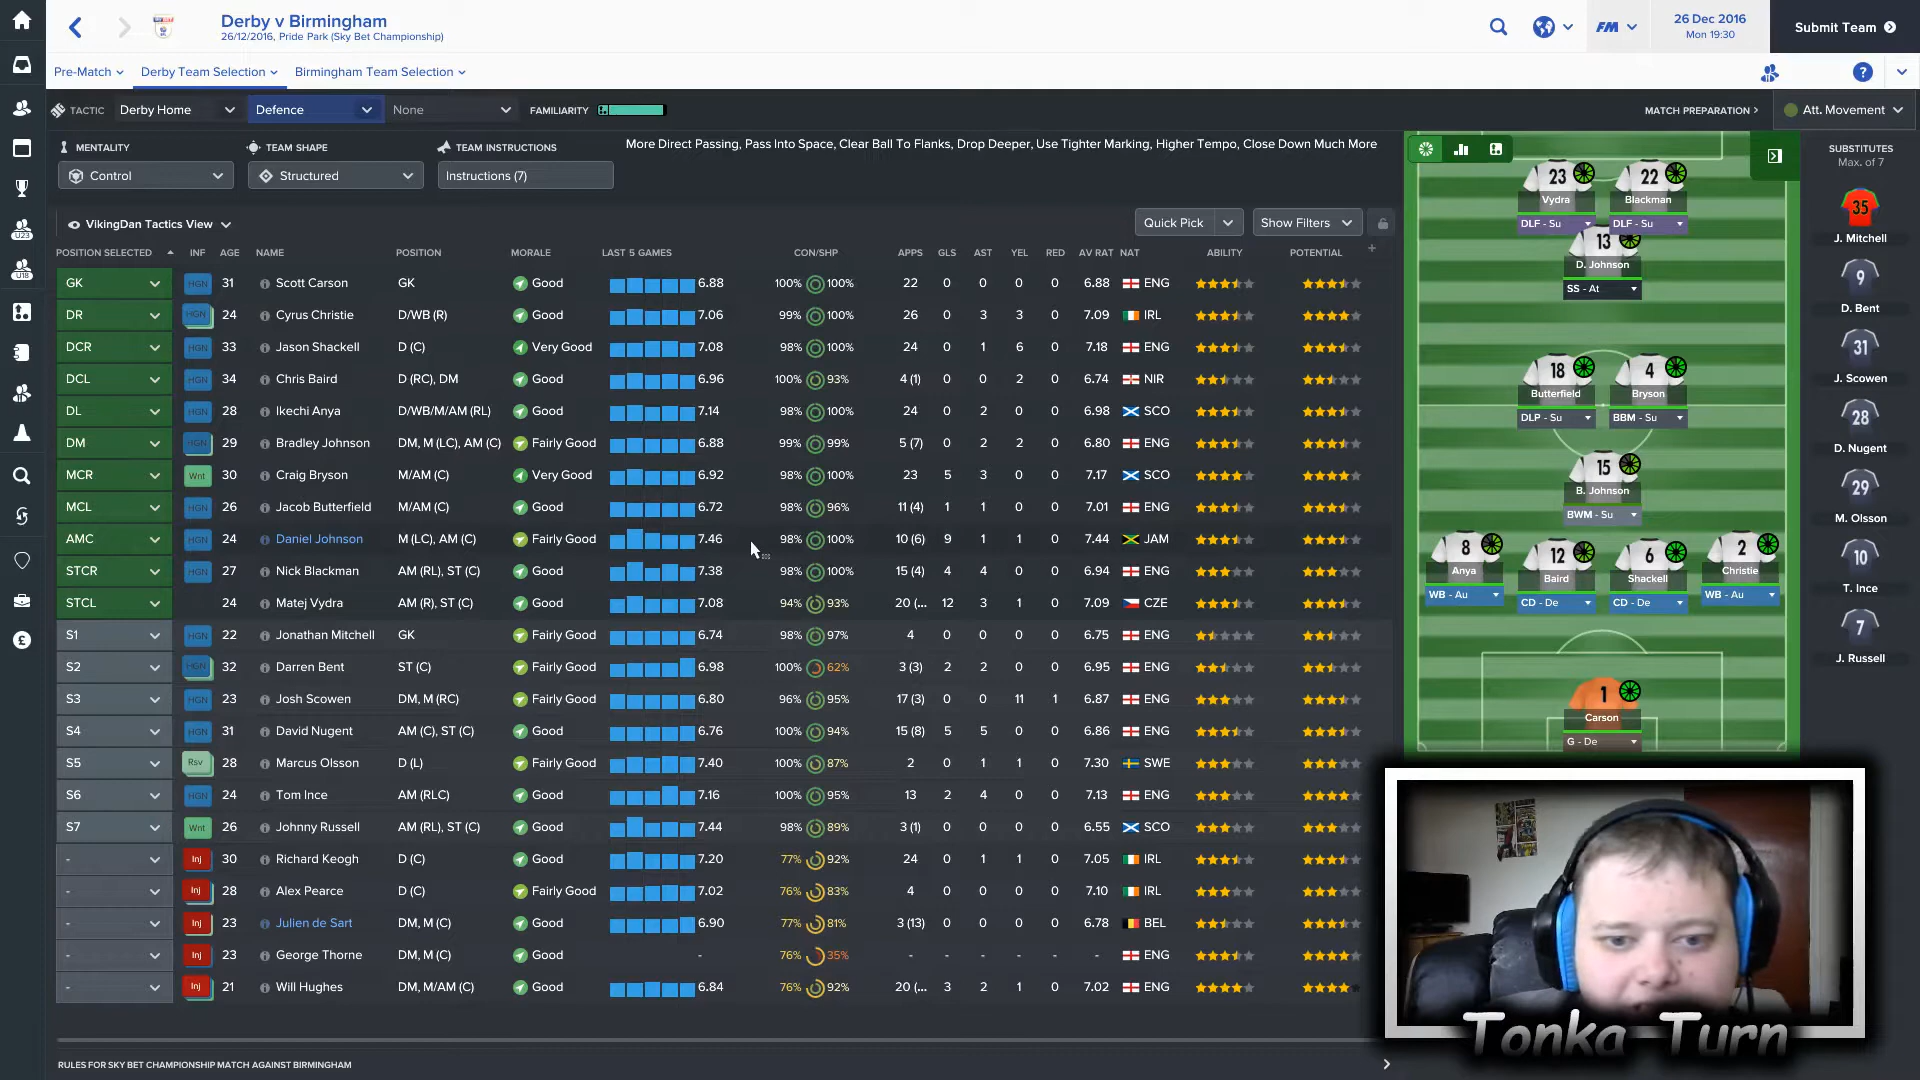 Derby v Birmingham
26/12/2016, Pride Park (Sky Bet Championship)
FM
26 Dec 2016
Mon 19:30
Submit Team
Pre-Match
Derby Team Selection
Birmingham Team Selection
?
TACTIC
Derby Home
Defence
None
FAMILIARITY
MATCH PREPARATION >
Att. Movement
MENTALITY
TEAM SHAPE
TEAM INSTRUCTIONS
More Direct Passing, Pass Into Space, Clear Ball To Flanks, Drop Deeper, Use Tighter Marking, Higher Tempo, Close Down Much More
Control
Structured
Instructions (7)
VikingDan Tactics View
Quick Pick
Show Filters
POSITION SELECTED INF AGE NAME POSITION MORALE LAST 5 GAMES CON/SHP APPS GLS AST YEL RED AV RAT NAT ABILITY POTENTIAL +
GK HGN 31 Scott Carson GK Good 6.88 100% 100% 22 0 0 0 0 6.88 ENG
DR HGN 24 Cyrus Christie D/WB (R) Good 7.06 99% 100% 26 0 3 3 0 7.09 IRL
DCR HGN 33 Jason Shackell D (C) Very Good 7.08 98% 100% 24 0 1 6 0 7.18 ENG
DCL HGN 34 Chris Baird D (RC), DM Good 6.96 100% 93% 4 (1) 0 0 2 0 6.74 NIR
DL HGN 28 Ikechi Anya D/WB/M/AM (RL) Good 7.14 98% 100% 24 0 2 0 0 6.98 SCO
DM HGN 29 Bradley Johnson DM, M (LC), AM (C) Fairly Good 6.88 99% 99% 5 (7) 0 2 2 0 6.80 ENG
MCR Wnt 30 Craig Bryson M/AM (C) Very Good 6.92 98% 100% 23 5 3 0 0 7.17 SCO
MCL HGN 26 Jacob Butterfield M/AM (C) Good 6.72 98% 96% 11 (4) 1 1 0 0 7.01 ENG
AMC HGN 24 Daniel Johnson M (LC), AM (C) Fairly Good 7.46 98% 100% 10 (6) 9 1 1 0 7.44 JAM
STCR HGN 27 Nick Blackman AM (RL), ST (C) Good 7.38 98% 100% 15 (4) 4 4 0 0 6.94 ENG
STCL 24 Matej Vydra AM (R), ST (C) Good 7.08 94% 93% 20 (... 12 3 1 0 7.09 CZE
S1 HGN 22 Jonathan Mitchell GK Fairly Good 6.74 98% 97% 4 0 0 0 0 6.75 ENG
S2 HGN 32 Darren Bent ST (C) Fairly Good 6.98 100% 62% 3 (3) 2 2 0 0 6.95 ENG
S3 HGN 23 Josh Scowen DM, M (RC) Fairly Good 6.80 96% 95% 17 (3) 0 0 11 1 6.87 ENG
S4 HGN 31 David Nugent AM (C), ST (C) Good 6.76 100% 94% 15 (8) 5 5 0 0 6.86 ENG
S5 Rsv 28 Marcus Olsson D (L) Fairly Good 7.40 100% 87% 2 0 1 1 0 7.30 SWE
S6 HGN 24 Tom Ince AM (RLC) Good 7.16 100% 95% 13 2 4 0 0 7.13 ENG
S7 Wnt 26 Johnny Russell AM (RL), ST (C) Good 7.44 98% 89% 3 (1) 0 0 0 0 6.55 SCO
- Inj 30 Richard Keogh D (C) Good 7.20 77% 92% 24 0 1 1 0 7.05 IRL
- Inj 28 Alex Pearce D (C) Fairly Good 7.02 76% 83% 4 0 0 0 0 7.10 IRL
- Inj 23 Julien de Sart DM, M (C) Good 6.90 77% 81% 3 (13) 0 0 0 0 6.78 BEL
- Inj 23 George Thorne DM, M (C) Good - 76% 35% - - - - - - ENG
- Inj 21 Will Hughes DM, M/AM (C) Good 6.84 76% 92% 20 (... 3 2 1 0 7.02 ENG
RULES FOR SKY BET CHAMPIONSHIP MATCH AGAINST BIRMINGHAM
23 22
Vydra Blackman
DLF - Su DLF - Su
13
D. Johnson
SS - At
18 4
Butterfield Bryson
DLP - Su BBM - Su
15
B. Johnson
BWM - Su
8 12 6 2
Anya Baird Shackell Christie
WB - Au CD - De CD - De WB - Au
1
Carson
G - De
SUBSTITUTES
Max. of 7
35
J. Mitchell
9
D. Bent
31
J. Scowen
28
D. Nugent
29
M. Olsson
10
T. Ince
7
J. Russell
Tonka Turn